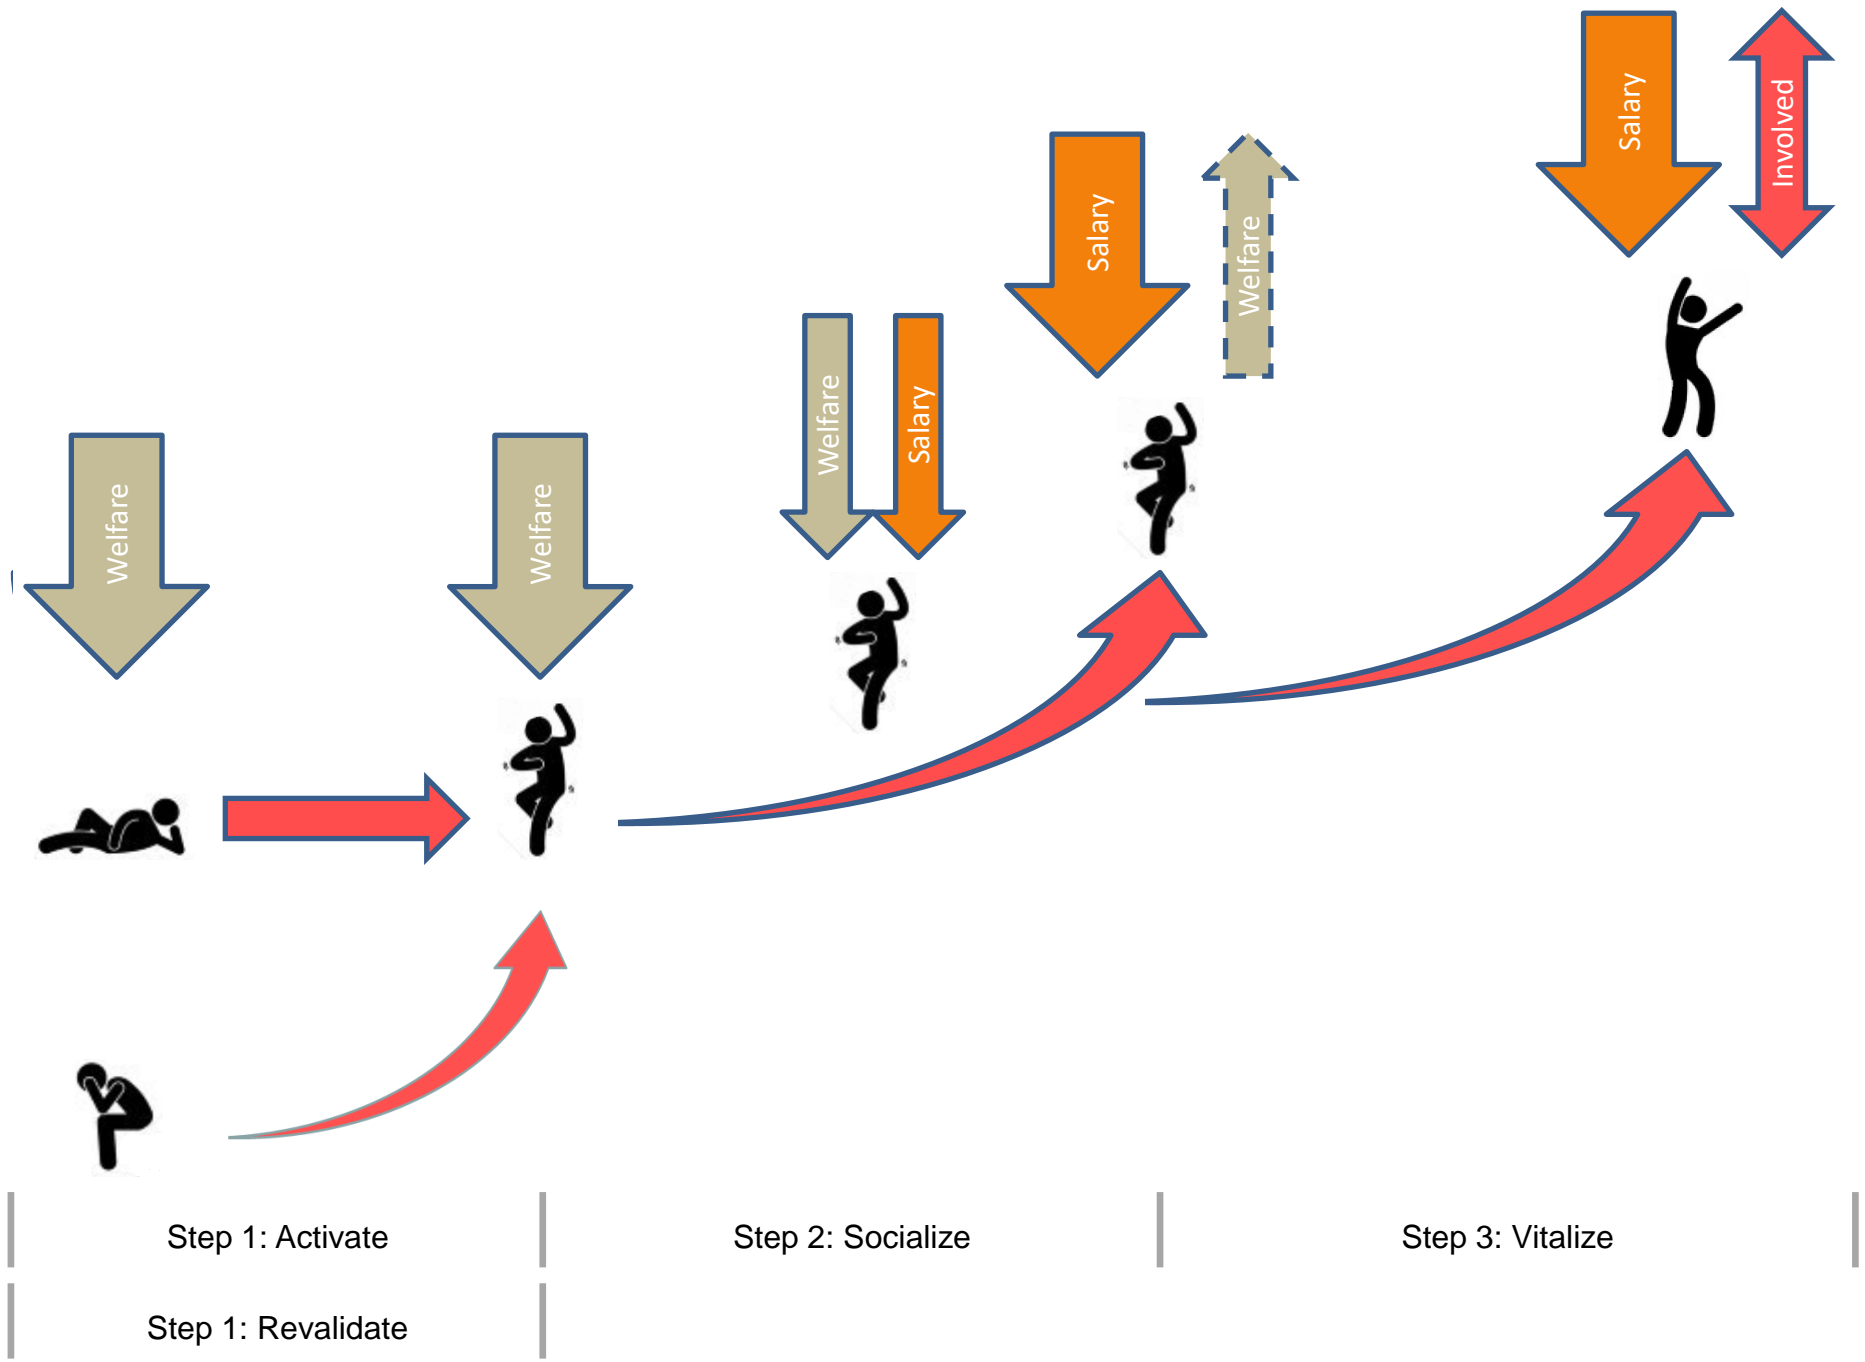 Welfare
Welfare
Welfare
Salary
Salary
Welfare
Salary
Involved
Step 1: Activate
Step 2: Socialize
Step 3: Vitalize
Step 1: Revalidate